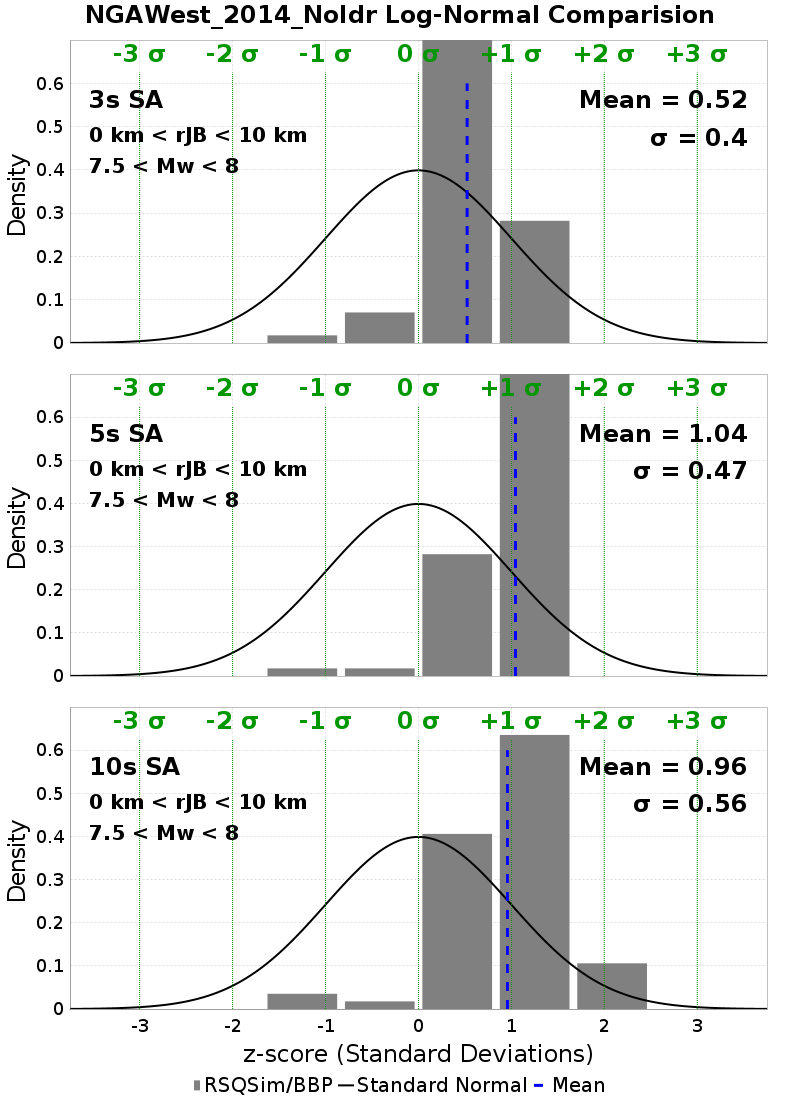 NGAWest_2014_NoIdr Log-Normal Comparision
-3 σ -2 σ -1 σ 0 σ +1 σ +2 σ +3 σ
3s SA
Mean = 0.52
0 km < rJB < 10 km
σ = 0.4
7.5 < Mw < 8
0.6
0.5
0.4
0.3
0.2
0.1
0
Density
-3 σ -2 σ -1 σ 0 σ +1 σ +2 σ +3 σ
5s SA
Mean = 1.04
0 km < rJB < 10 km
σ = 0.47
7.5 < Mw < 8
0.6
0.5
0.4
0.3
0.2
0.1
0
Density
-3 σ -2 σ -1 σ 0 σ +1 σ +2 σ +3 σ
10s SA
Mean = 0.96
0 km < rJB < 10 km
σ = 0.56
7.5 < Mw < 8
0.6
0.5
0.4
0.3
0.2
0.1
0
Density
-3 -2 -1 0 1 2 3
z-score (Standard Deviations)
RSQSim/BBP Standard Normal Mean